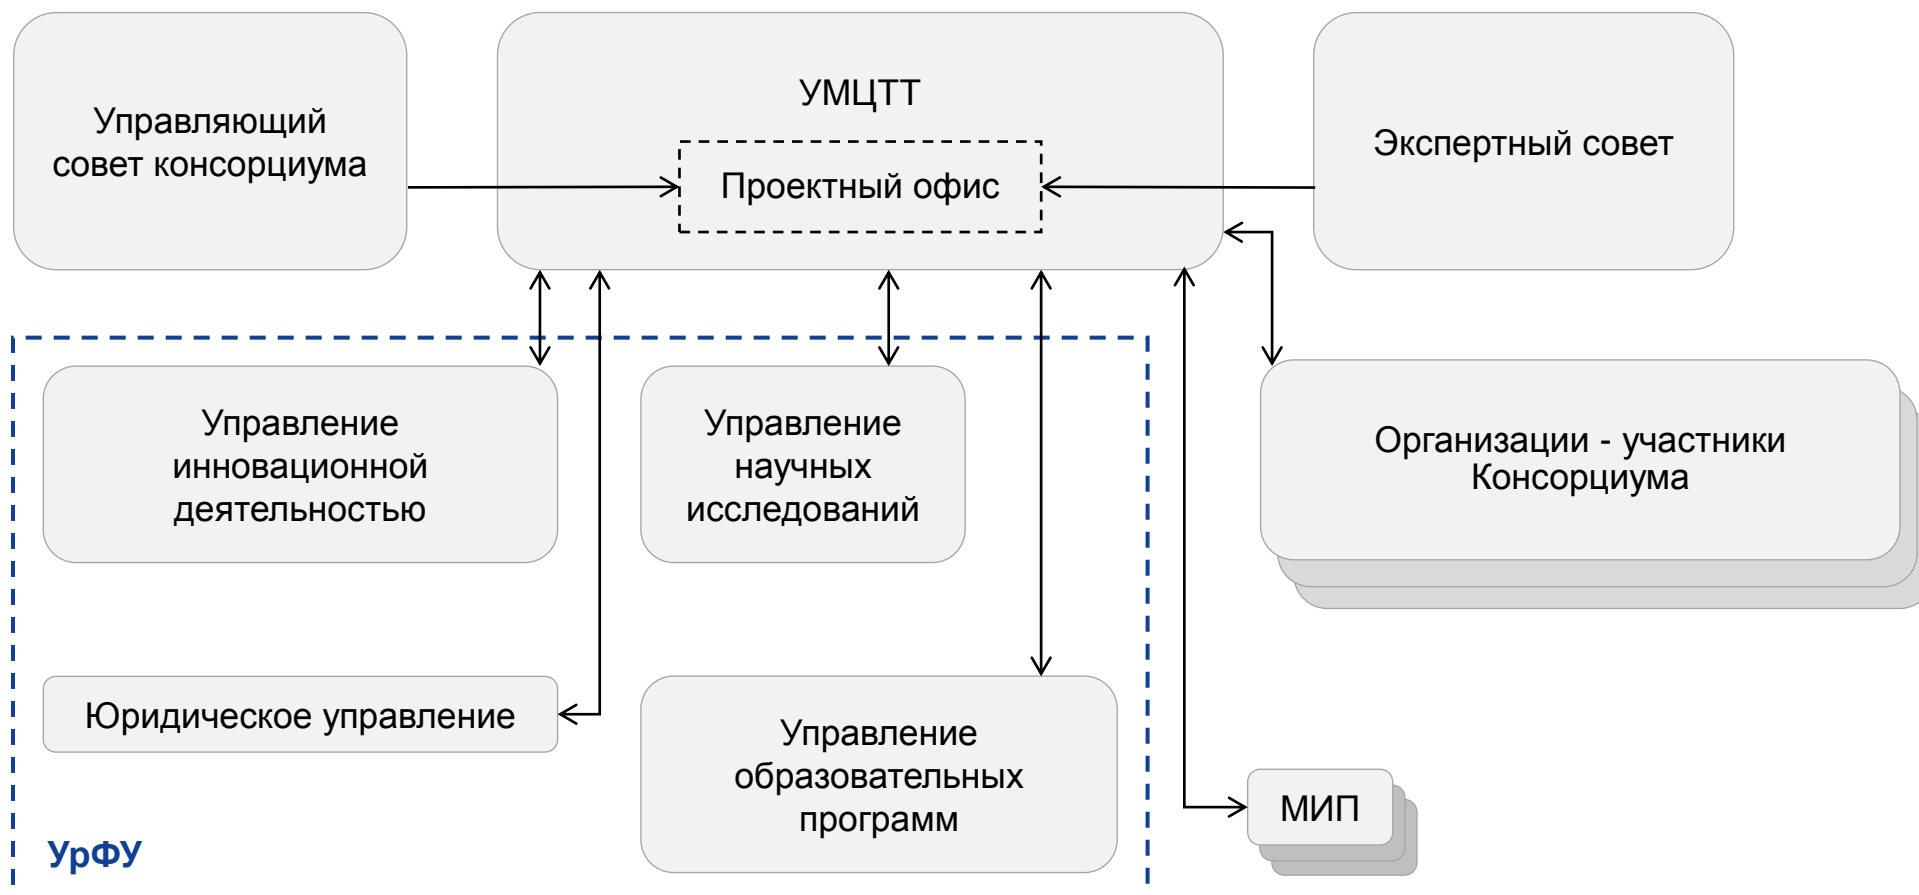 Управляющий
совет консорциума
УМЦТТ
Проектный офис
Экспертный совет
Управление
инновационной
деятельностью
Управление
научных
исследований
Организации - участники
Консорциума
Юридическое управление
Управление
образовательных
программ
МИП
УрФУ